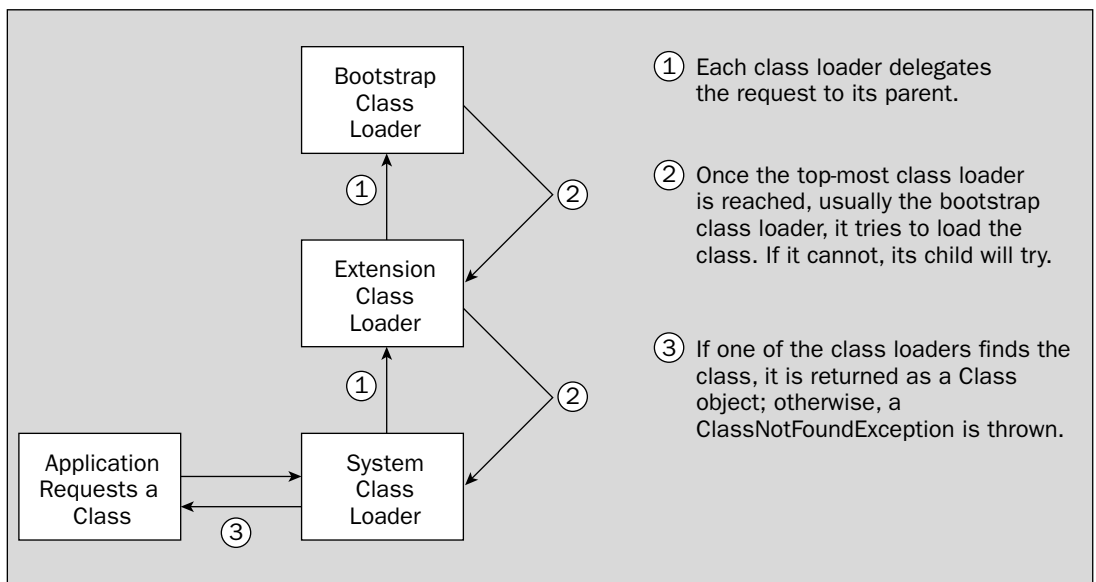 Bootstrap
Class
Loader
1
2
Extension
Class
Loader
1
2
Application
Requests a
Class
System
Class
Loader
3
1 Each class loader delegates
the request to its parent.
2 Once the top-most class loader
is reached, usually the bootstrap
class loader, it tries to load the
class. If it cannot, its child will try.
3 If one of the class loaders finds the
class, it is returned as a Class
object; otherwise, a
ClassNotFoundException is thrown.